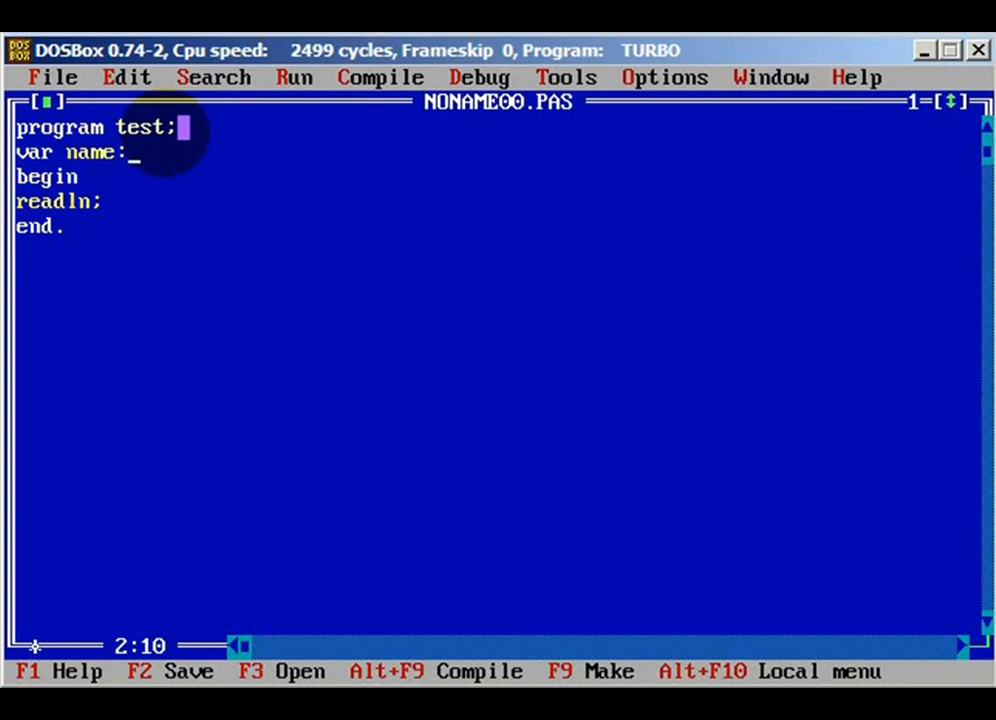 DOSBox 0.74-2, Cpu speed: 2499 cycles, Frameskip 0, Program: TURBO
File Edit Search Run Compile Debug Tools Options Window Help
NONAME00.PAS 1
program test;
var name:_
begin
readln;
end.
2:10
F1 Help F2 Save F3 Open Alt+F9 Compile F9 Make Alt+F10 Local menu